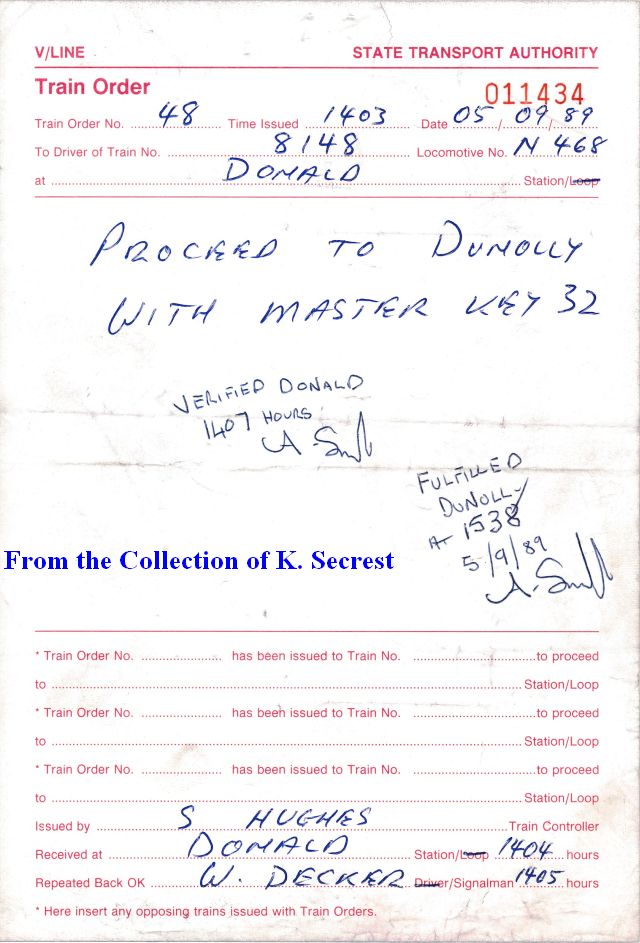 V/LINE STATE TRANSPORT AUTHORITY
Train Order 011434
Train Order No. 48 Time Issued 1403 Date 05/09/89
To Driver of Train No. 8148 Locomotive No. N 468
at DONALD Station/Loop
PROCEED TO DUNOLLY
WITH MASTER KEY 32
VERIFIED DONALD
1407 HOURS
FULFILLED
DUNOLLY
AT 1538
5/9/89
From the Collection of K. Secrest
* Train Order No. has been issued to Train No. to proceed
to Station/Loop
* Train Order No. has been issued to Train No. to proceed
to Station/Loop
* Train Order No. has been issued to Train No. to proceed
to Station/Loop
Issued by S HUGHES Train Controller
Received at DONALD Station/Loop 1404 hours
Repeated Back OK W. DECKER Driver/Signalman 1405 hours
* Here insert any opposing trains issued with Train Orders.